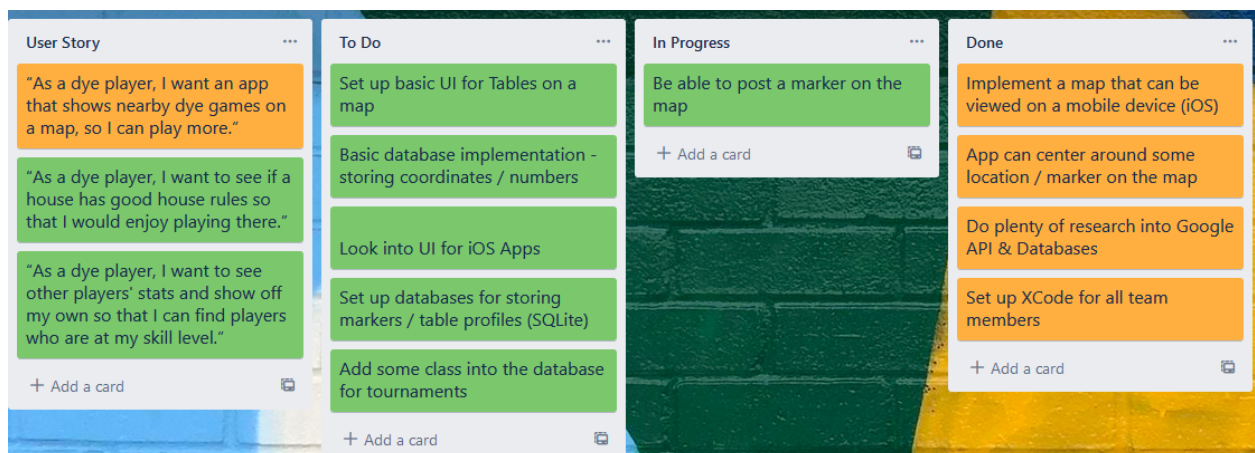 User Story
“As a dye player, I want an app
that shows nearby dye games on
a map, so I can play more.”
“As a dye player, I want to see if a
house has good house rules so
that I would enjoy playing there.”
“As a dye player, I want to see
other players' stats and show off
my own so that I can find players
who are at my skill level.”
+ Add a card
To Do
Set up basic UI for Tables on a
map
Basic database implementation -
storing coordinates / numbers
Look into UI for iOS Apps
Set up databases for storing
markers / table profiles (SQLite)
Add some class into the database
for tournaments
+ Add a card
In Progress
Be able to post a marker on the
map
+ Add a card
Done
Implement a map that can be
viewed on a mobile device (iOS)
App can center around some
location / marker on the map
Do plenty of research into Google
API & Databases
Set up XCode for all team
members
+ Add a card